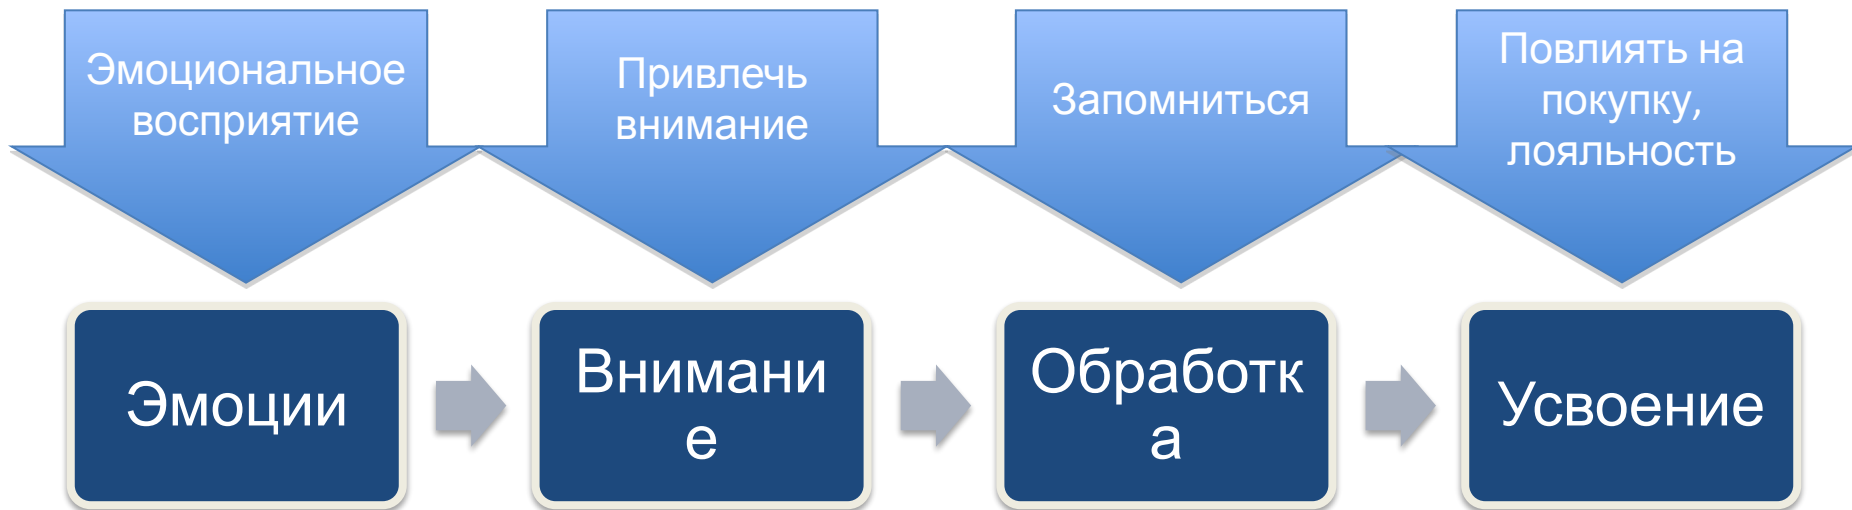 Эмоциональное
восприятие
Привлечь
внимание
Запомниться
Повлиять на
покупку,
лояльность
Эмоции
Внимани
е
Обработк
а
Усвоение